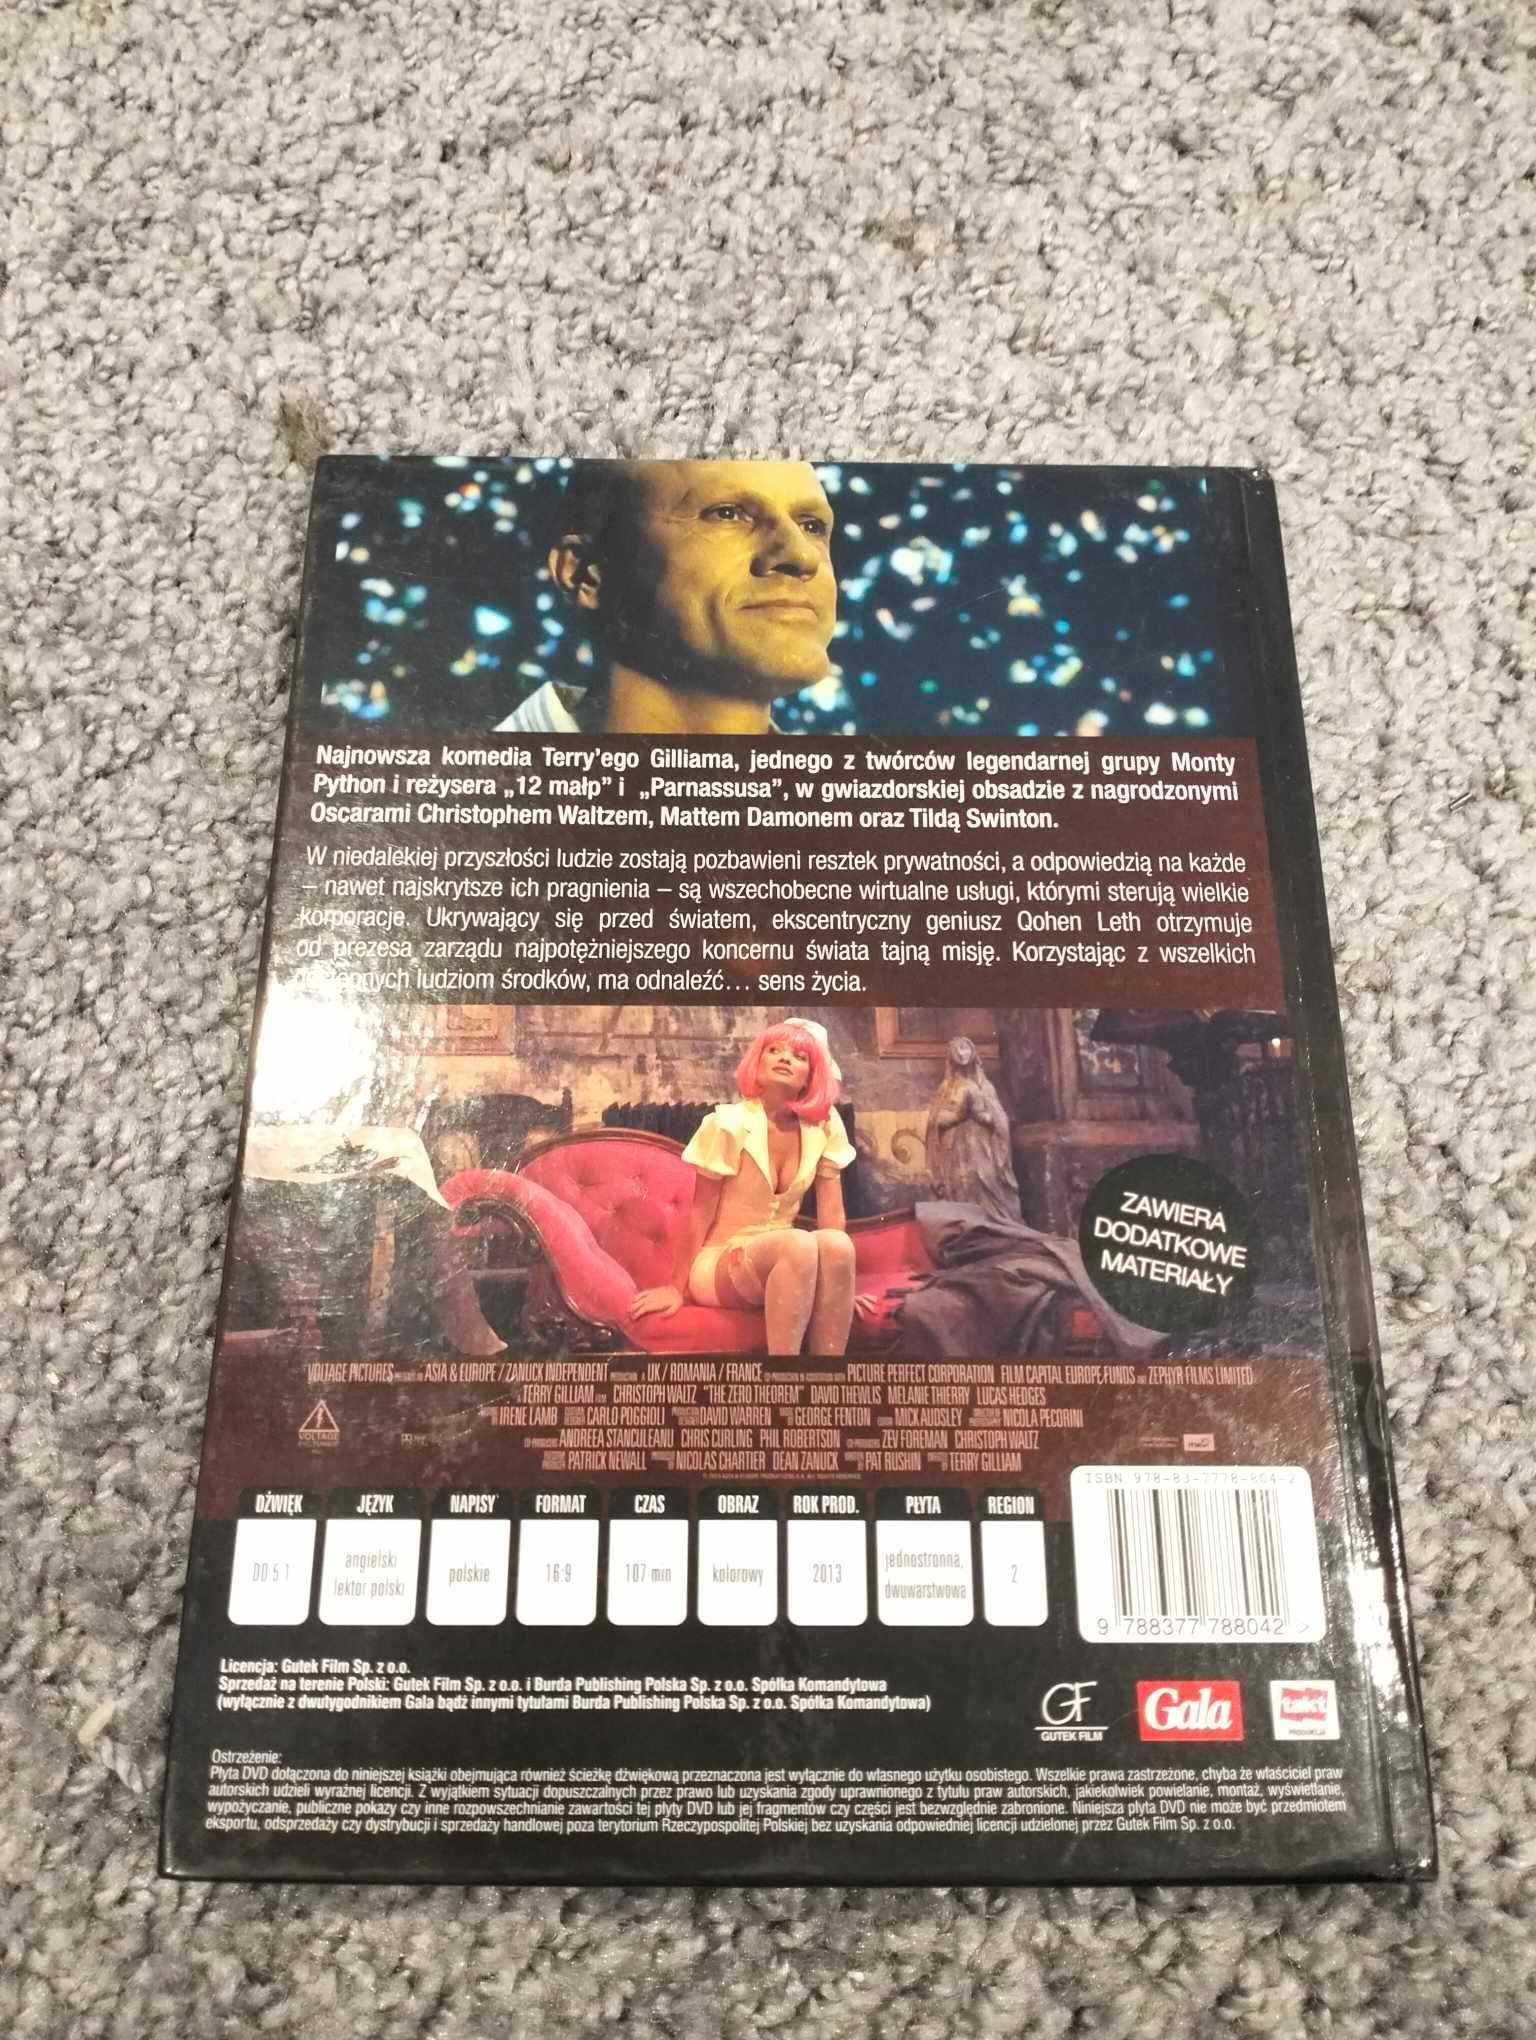 Najnowsza komedia Terry'ego Gilliama, jednego z twórców legendarnej grupy Monty
Python i reżysera „12 małp” i „Parnassusa”, w gwiazdorskiej obsadzie z nagrodzonymi
Oscarami Christophem Waltzem, Mattem Damonem oraz Tildą Swinton.
W niedalekiej przyszłości ludzie zostają pozbawieni resztek prywatności, a odpowiedzią na każde
– nawet najskrytsze ich pragnienia – są wszechobecne wirtualne usługi, którymi sterują wielkie
korporacje. Ukrywający się przed światem, ekscentryczny geniusz Qohen Leth otrzymuje
od prezesa zarządu najpotężniejszego koncernu świata tajną misję. Korzystając z wszelkich
ludziom środków, ma odnaleźć... sens życia.
ZAWIERA
DODATKOWE
MATERIAŁY
VOLTAGE PICTURES ASIA & EUROPE / ZANUCK INDEPENDENT UK / ROMANIA / FRANCE PICTURE PERFECT CORPORATION FILM CAPITAL EUROPE FUNDS ZEPHYR FILMS LIMITED
TERRY GILLIAM CHRISTOPH WALTZ "THE ZERO THEOREM" DAVID THEWLIS MELANIE THIERRY LUCAS HEDGES
IRENE LAMB CARLO POGGIOLI DAVID WARREN GEORGE FENTON MICK AUDSLEY NICOLA PECORINI
ANDREEA STANCULEANU CHRIS CURLING PHIL ROBERTSON ZEV FOREMAN CHRISTOPH WALTZ
PATRICK NEWALL NICOLAS CHARTIER DEAN ZANUCK PAT RUSHIN TERRY GILLIAM
VOLTAGE
ISBN 978-83-7778-804-2
DŹWIĘK JĘZYK NAPISY FORMAT CZAS OBRAZ ROK PROD. PŁYTA REGION
DD 5.1 angielski lektor polski polskie 16:9 107 min kolorowy 2013 jednostronna, dwuwarstwowa 2
9 788377 788042 >
Licencja: Gutek Film Sp. z o.o.
Sprzedaż na terenie Polski: Gutek Film Sp. z o.o. i Burda Publishing Polska Sp. z o.o. Spółka Komandytowa
(wyłącznie z dwutygodnikiem Gala bądź innymi tytułami Burda Publishing Polska Sp. z o.o. Spółka Komandytowa)
GF
GUTEK FILM
Gala
takt
PRODUKCJA
Ostrzeżenie:
Płyta DVD dołączona do niniejszej książki obejmująca również ścieżkę dźwiękową przeznaczona jest wyłącznie do własnego użytku osobistego. Wszelkie prawa zastrzeżone, chyba że właściciel praw
autorskich udzieli wyraźnej licencji. Z wyjątkiem sytuacji dopuszczalnych przez prawo lub uzyskania zgody uprawnionego z tytułu praw autorskich, jakiekolwiek powielanie, montaż, wyświetlanie,
wypożyczanie, publiczne pokazy czy inne rozpowszechnianie zawartości tej płyty DVD lub jej fragmentów czy części jest bezwzględnie zabronione. Niniejsza płyta DVD nie może być przedmiotem
eksportu, odsprzedaży czy dystrybucji i sprzedaży handlowej poza terytorium Rzeczypospolitej Polskiej bez uzyskania odpowiedniej licencji udzielonej przez Gutek Film Sp. z o.o.